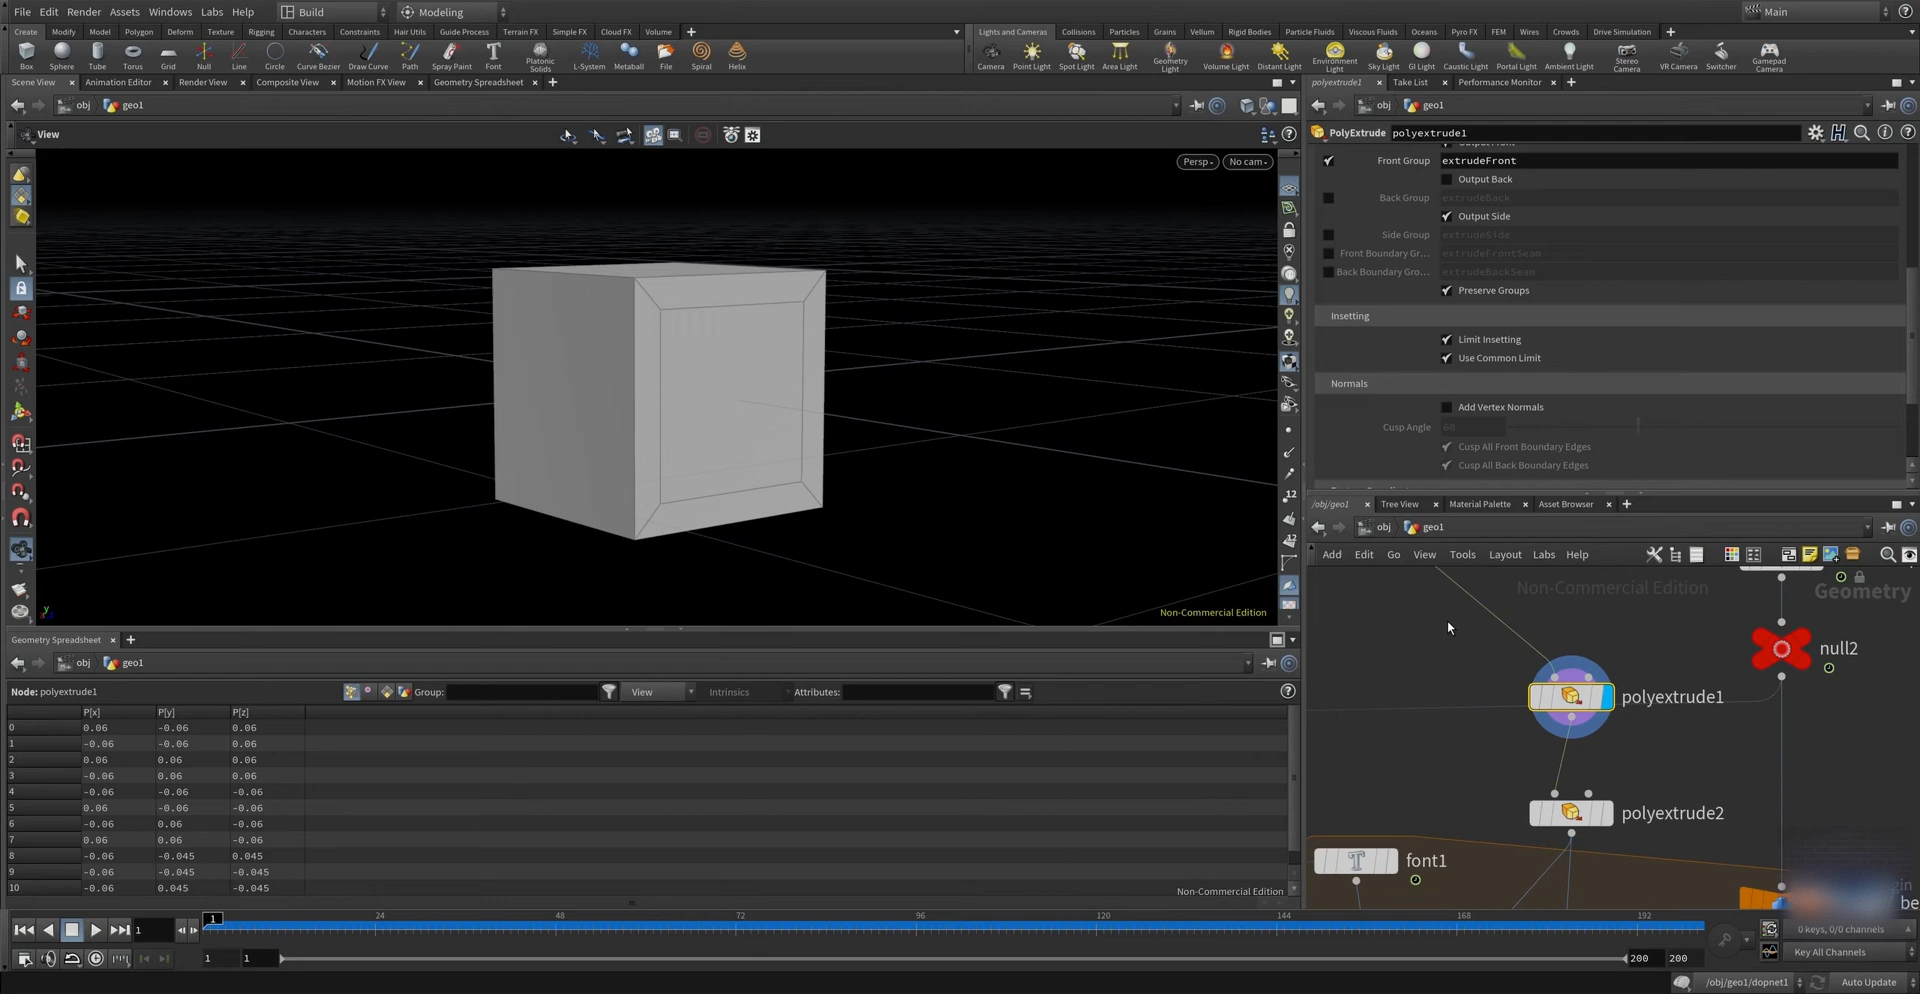 File Edit Render Assets Windows Labs Help Build Modeling Main
Create Modify Model Polygon Deform Texture Rigging Characters Constraints Hair Utils Guide Process Terrain FX Simple FX Cloud FX Volume
Lights and Cameras Collisions Particles Grains Vellum Rigid Bodies Particle Fluids Viscous Fluids Oceans Pyro FX FEM Wires Crowds Drive Simulation
Box Sphere Tube Torus Grid Null Line Circle Curve Bezier Draw Curve Path Spray Paint Font Platonic Solids L-System Metaball File Spiral Helix
Camera Point Light Spot Light Area Light Geometry Light Volume Light Distant Light Environment Light Sky Light GI Light Caustic Light Portal Light Ambient Light Stereo Camera VR Camera Switcher Gamepad Camera
Scene View Animation Editor Render View Composite View Motion FX View Geometry Spreadsheet
obj geo1
View
Persp No cam
Non-Commercial Edition
y
polyextrude1 Take List Performance Monitor
obj geo1
PolyExtrude polyextrude1
Front Group extrudeFront
Output Back
Back Group extrudeBack
Output Side
Side Group extrudeSide
Front Boundary Gr... extrudeFrontSeam
Back Boundary Gro... extrudeBackSeam
Preserve Groups
Insetting
Limit Insetting
Use Common Limit
Normals
Add Vertex Normals
Cusp Angle 60
Cusp All Front Boundary Edges
Cusp All Back Boundary Edges
/obj/geo1 Tree View Material Palette Asset Browser
obj geo1
Add Edit Go View Tools Layout Labs Help
Non-Commercial Edition
Geometry
null2
polyextrude1
polyextrude2
font1
be
Geometry Spreadsheet
obj geo1
Node: polyextrude1 Group: View Intrinsics Attributes:
P[x] P[y] P[z]
0 0.06 -0.06 0.06
1 -0.06 -0.06 0.06
2 0.06 0.06 0.06
3 -0.06 0.06 0.06
4 -0.06 -0.06 -0.06
5 0.06 -0.06 -0.06
6 -0.06 0.06 -0.06
7 0.06 0.06 -0.06
8 -0.06 -0.045 0.045
9 -0.06 -0.045 -0.045
10 -0.06 0.045 -0.045
Non-Commercial Edition
1 1 24 48 72 96 120 144 168 192
0 keys, 0/0 channels
1 1 200 200
Key All Channels
/obj/geo1/dopnet1 Auto Update